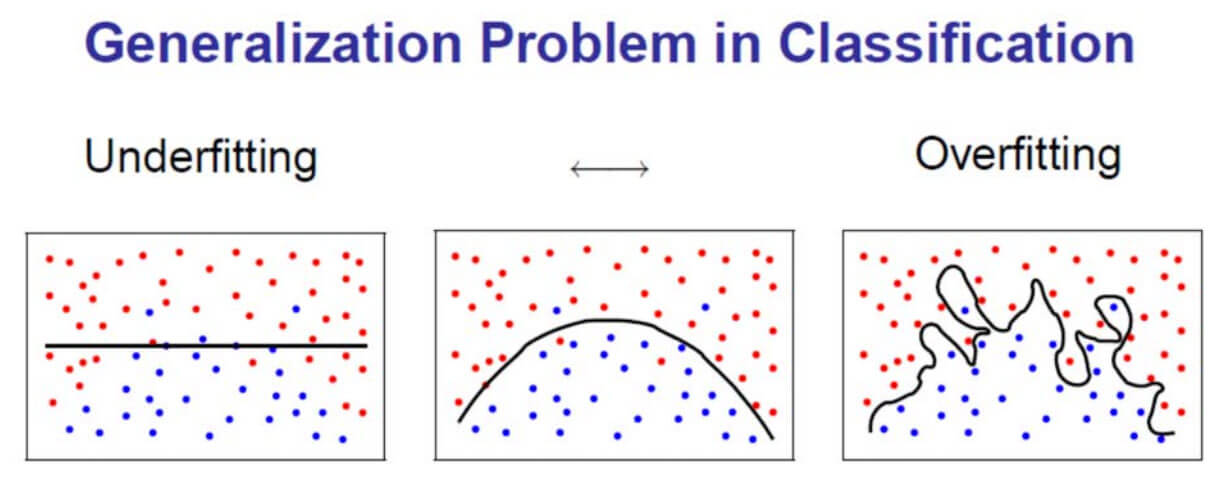 Generalization Problem in Classification
Underfitting ⟷ Overfitting